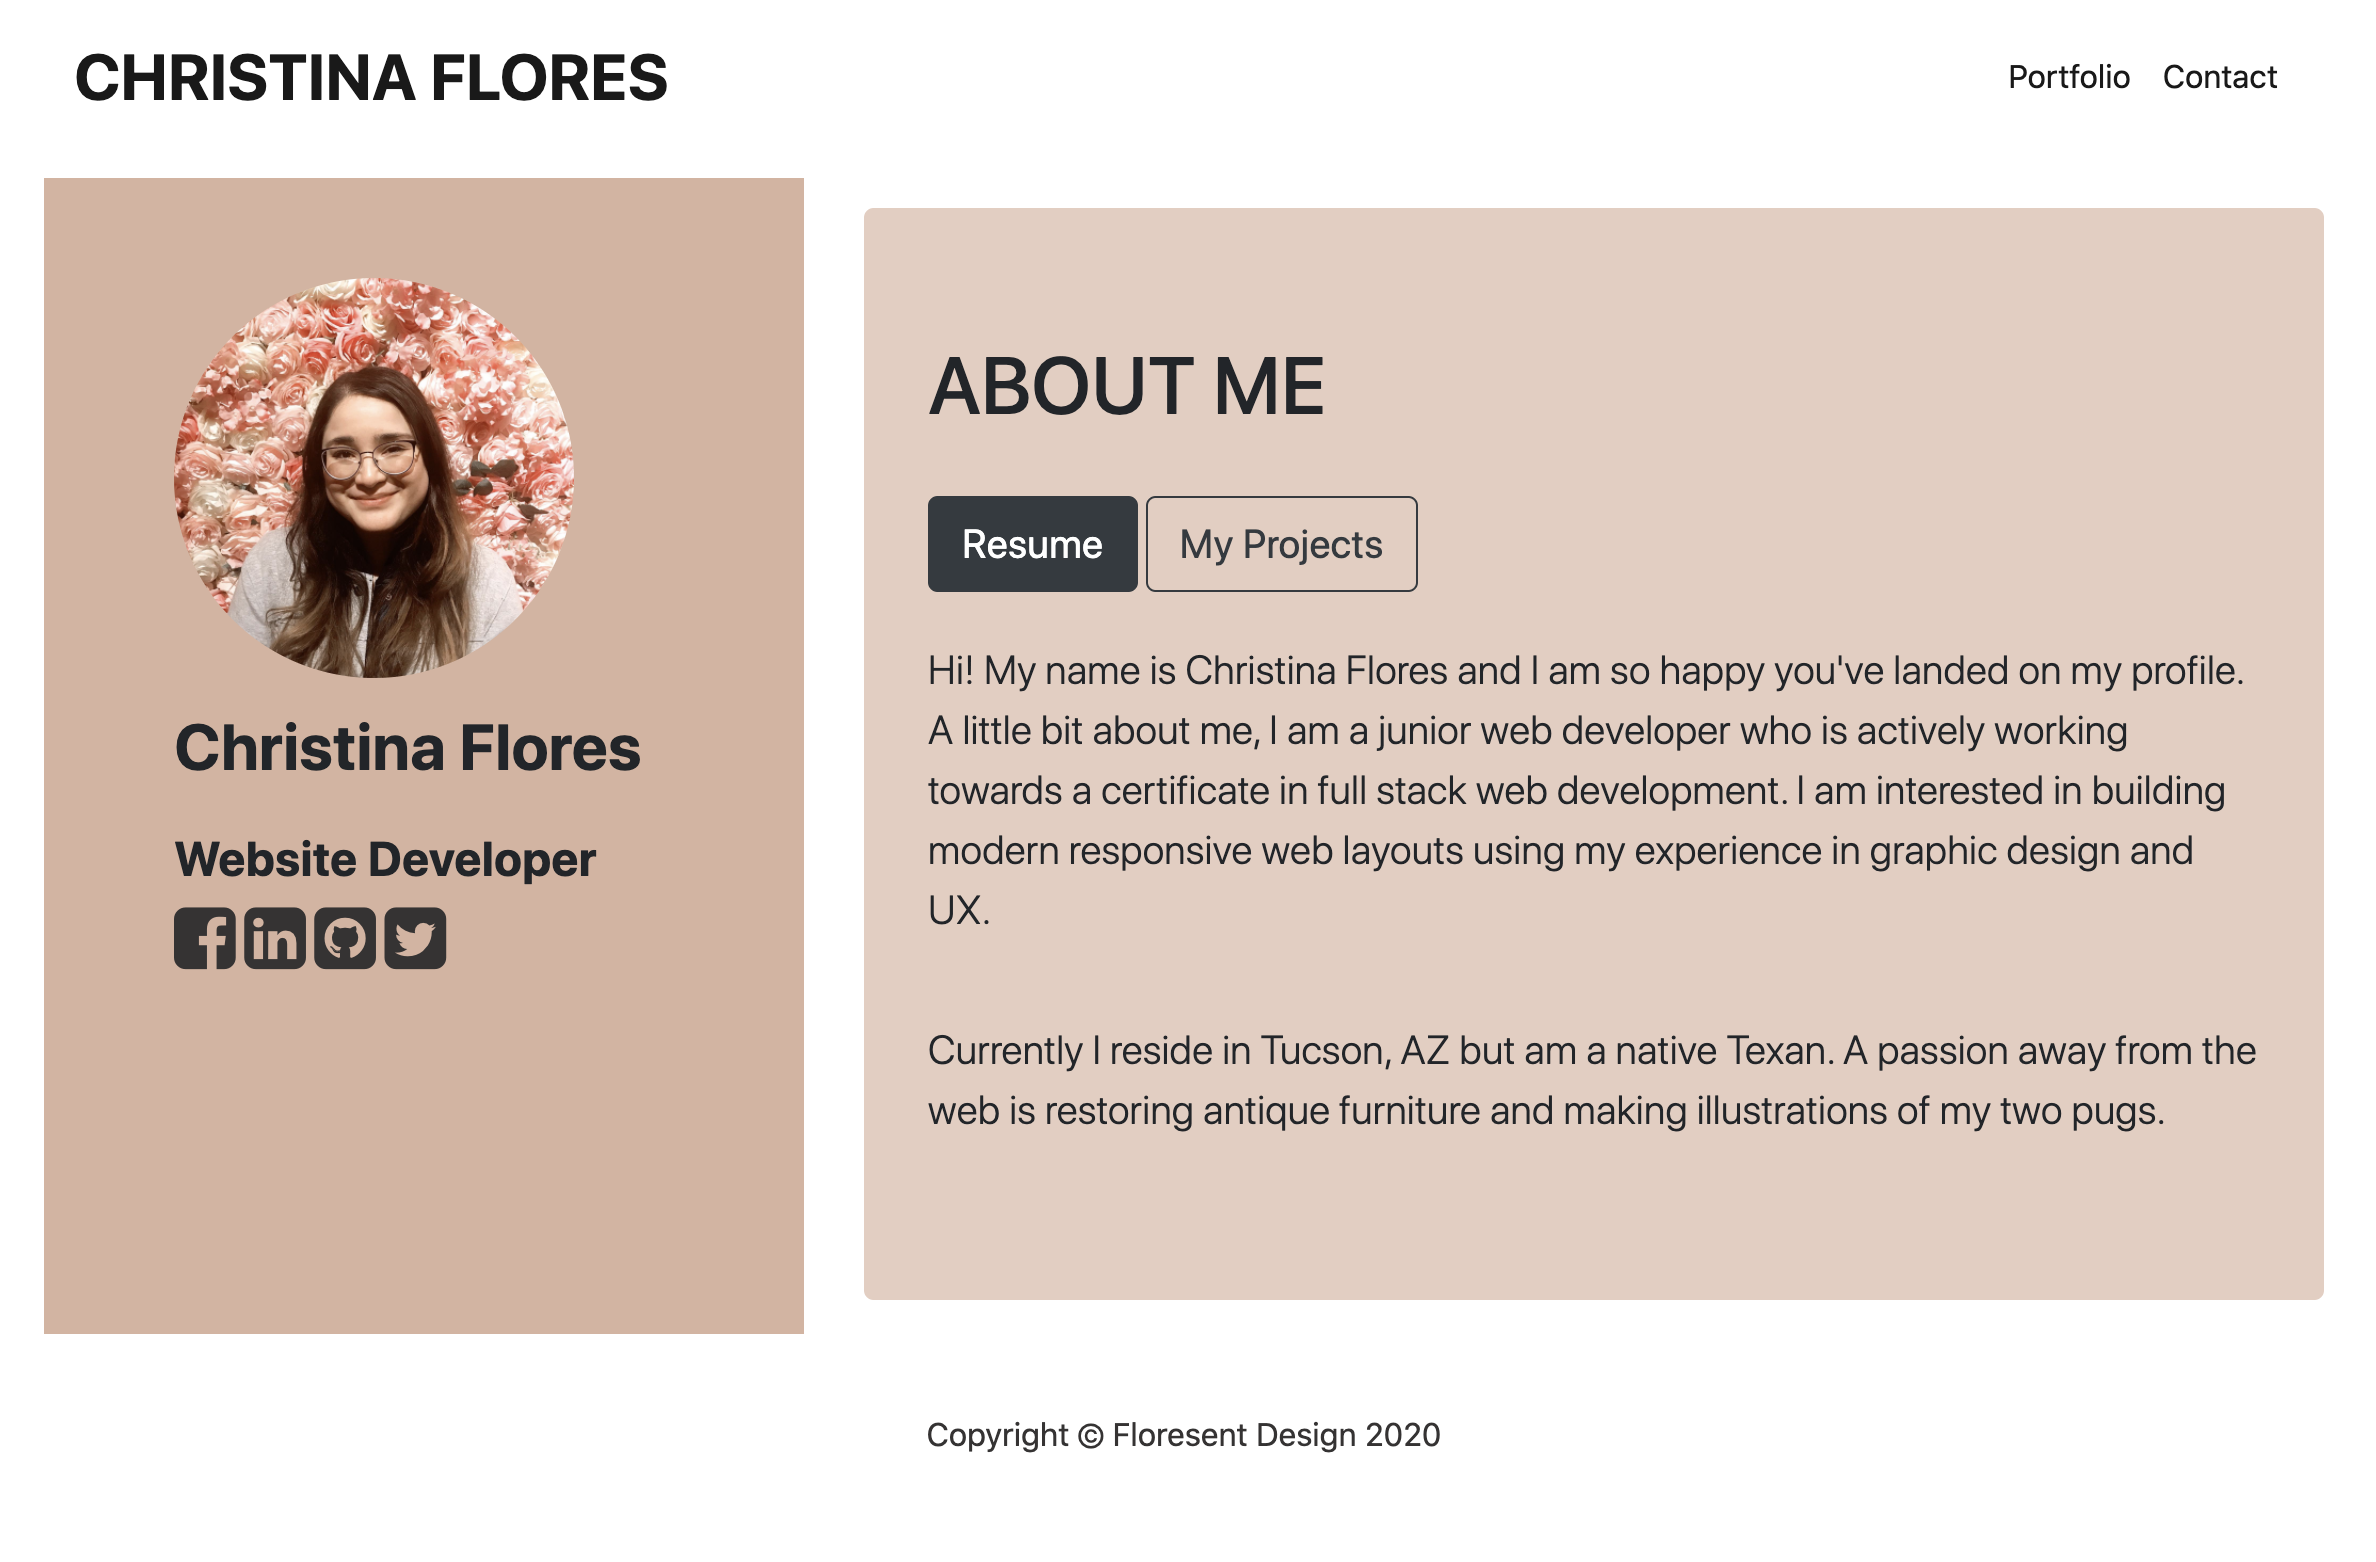 CHRISTINA FLORES
Portfolio
Contact
Christina Flores
Website Developer
ABOUT ME
Resume
My Projects
Hi! My name is Christina Flores and I am so happy you've landed on my profile.
A little bit about me, I am a junior web developer who is actively working
towards a certificate in full stack web development. I am interested in building
modern responsive web layouts using my experience in graphic design and
UX.
Currently I reside in Tucson, AZ but am a native Texan. A passion away from the
web is restoring antique furniture and making illustrations of my two pugs.
Copyright © Floresent Design 2020